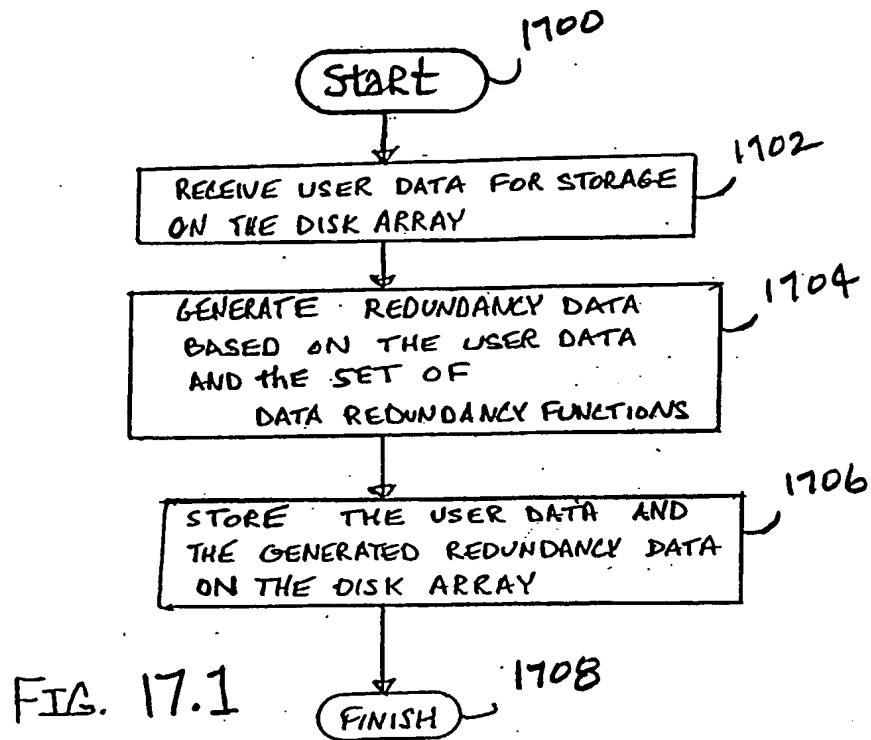 1700
Start
1702
RECEIVE USER DATA FOR STORAGE
ON THE DISK ARRAY
1704
GENERATE REDUNDANCY DATA
BASED ON THE USER DATA
AND the SET OF
DATA REDUNDANCY FUNCTIONS
1706
STORE THE USER DATA AND
THE GENERATED REDUNDANCY DATA
ON THE DISK ARRAY
1708
FINISH
FIG. 17.1